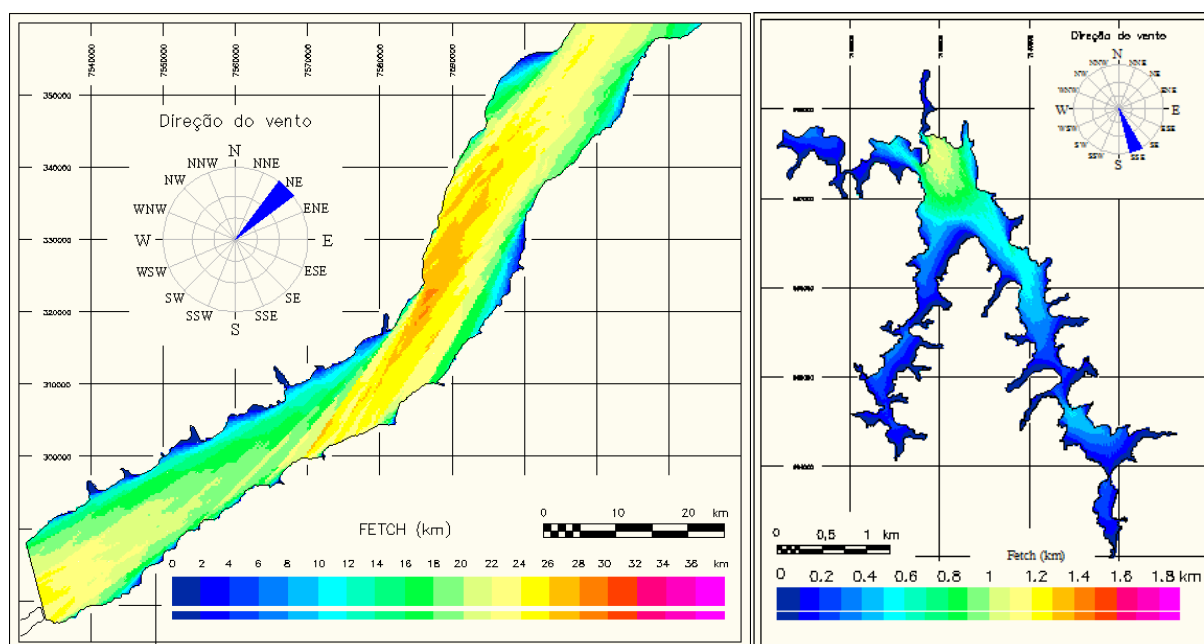 7540000 7550000 7560000 7570000 7580000 7590000
350000
Direção do vento
N
NNW NNE
NW NE
WNW ENE
W E
WSW ESE
SW SE
SSW SSE
S
340000
330000
320000
310000
300000
FETCH (km)
0 10 20 km
0 2 4 6 8 10 12 14 16 18 20 22 24 26 28 30 32 34 36 km
Direção do vento
N
NNW NNE
NW NE
WNW ENE
W E
WSW ESE
SW SE
SSW SSE
S
0 0,5 1 km
Fetch (km)
0 0.2 0.4 0.6 0.8 1 1.2 1.4 1.6 1.8 km